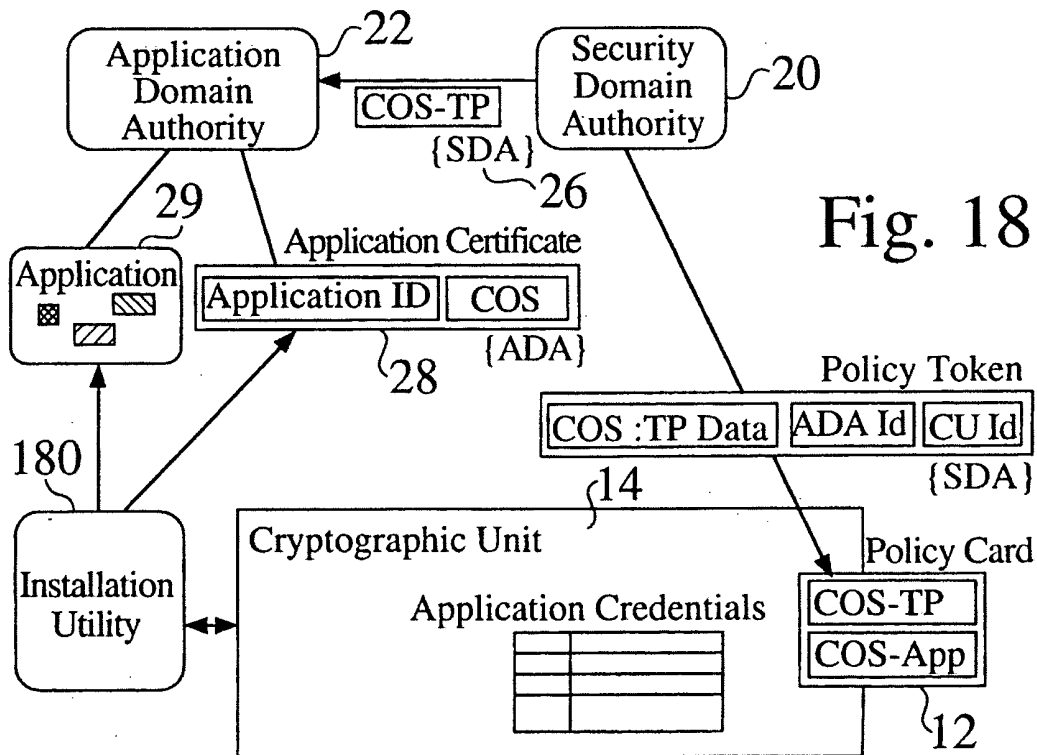 Application
Domain
Authority
22
Security
Domain
Authority
20
COS-TP
{SDA}
26
Fig. 18
29
Application
Application Certificate
Application ID
COS
{ADA}
28
Policy Token
COS :TP Data
ADA Id
CU Id
{SDA}
180
Installation
Utility
14
Cryptographic Unit
Application Credentials
Policy Card
COS-TP
COS-App
12